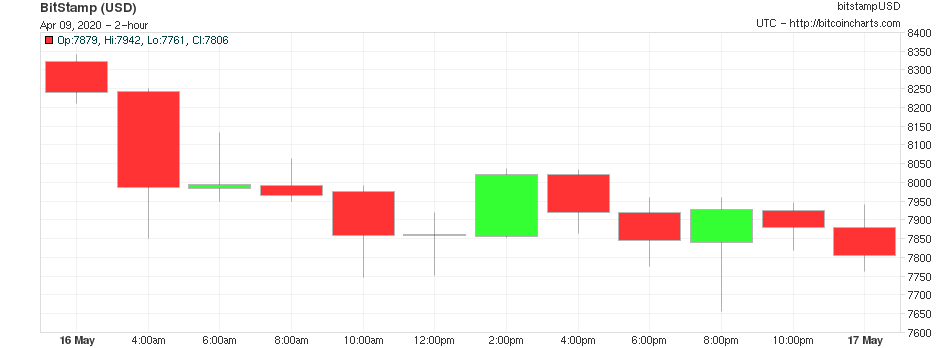 BitStamp (USD)
bitstampUSD
Apr 09, 2020 - 2-hour
UTC - http://bitcoincharts.com
Op:7879, Hi:7942, Lo:7761, Cl:7806
8400
8350
8300
8250
8200
8150
8100
8050
8000
7950
7900
7850
7800
7750
7700
7650
7600
16 May 4:00am 6:00am 8:00am 10:00am 12:00pm 2:00pm 4:00pm 6:00pm 8:00pm 10:00pm 17 May